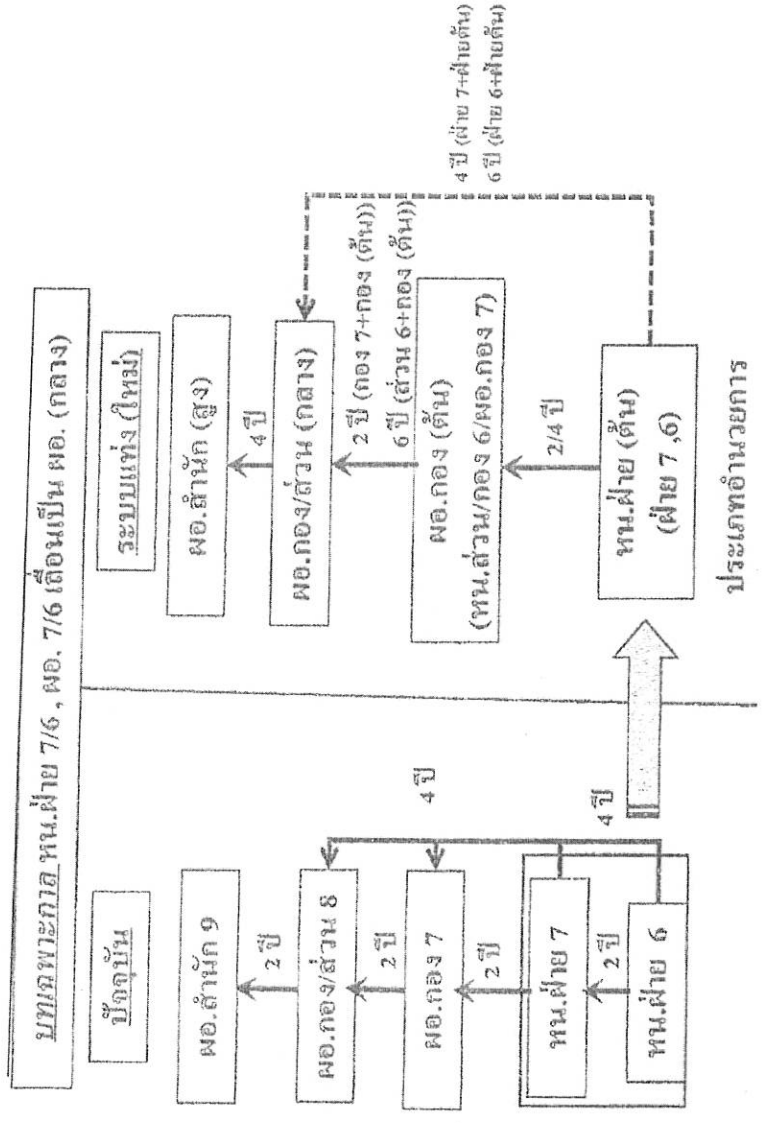 บทเฉพาะกาล หน.ฝ่าย 7/6 , ผอ. 7/6 เลื่อนเป็น ผอ. (กลาง)
ปัจจุบัน
ผอ.สำนัก 9
2 ปี
ผอ.กอง/ส่วน 8
2 ปี
ผอ.กอง 7
2 ปี
หน.ฝ่าย 7
2 ปี
หน.ฝ่าย 6
4 ปี
4 ปี
ระบบแท่ง (ใหม่)
ผอ.สำนัก (สูง)
4 ปี
ผอ.กอง/ส่วน (กลาง)
2 ปี (กอง 7+กอง (ต้น))
6 ปี (ส่วน 6+กอง (ต้น))
ผอ.กอง (ต้น)
(หน.ส่วน/กอง 6/ผอ.กอง 7)
2/4 ปี
หน.ฝ่าย (ต้น)
(ฝ่าย 7 ,6)
4 ปี (ฝ่าย 7+ฝ่ายต้น)
6 ปี (ฝ่าย 6+ฝ่ายต้น)
ประเภทอำนวยการ